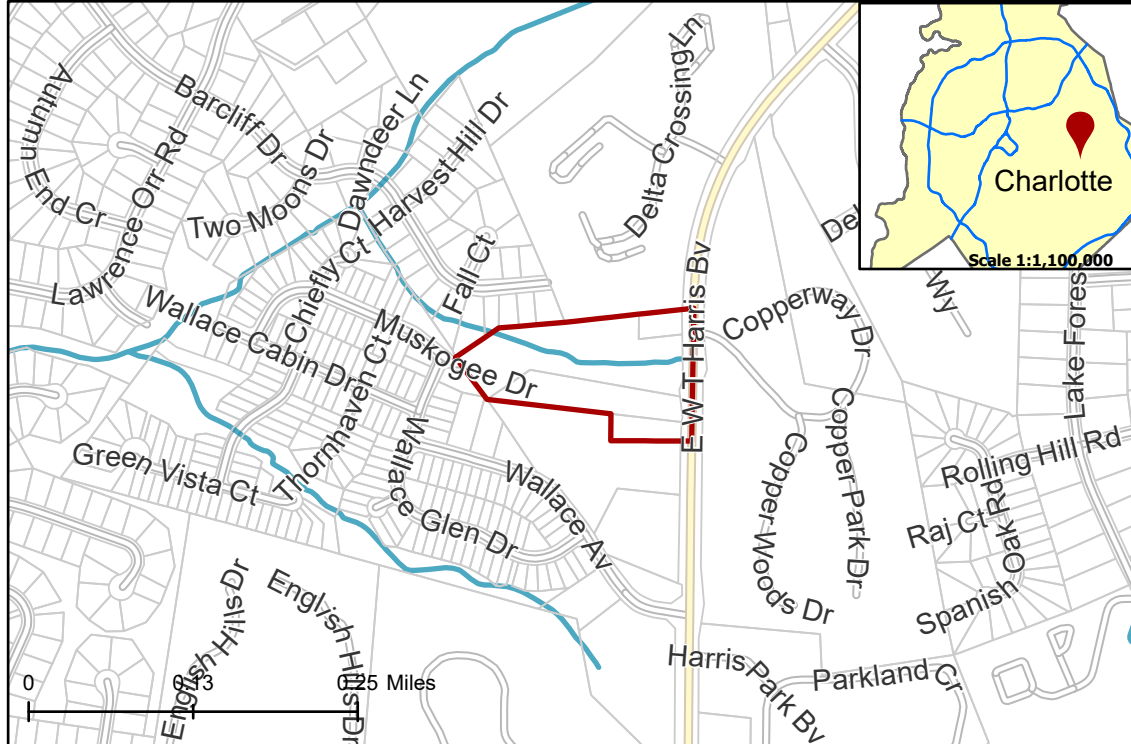 Autumn End Cr
Barcliff Dr
Lawrence Orr Rd
Two Moons Dr
Dawndeer Ln
Harvest Hill Dr
Delta Crossing Ln
Charlotte
Scale 1:1,100,000
Wy
Chiefly Ct
Fall Ct
Wallace Cabin Dr
Muskogee Dr
E W T Harris Bv
Copperway Dr
Lake Fores
Thornhaven Ct
Green Vista Ct
Wallace Glen Dr
Wallace Av
Copper Woods Dr
Copper Park Dr
Rolling Hill Rd
Raj Ct
Spanish Oak Rd
English Hills Dr
English Hills Dr
Harris Park Bv
Parkland Cr
0 0.13 0.25 Miles